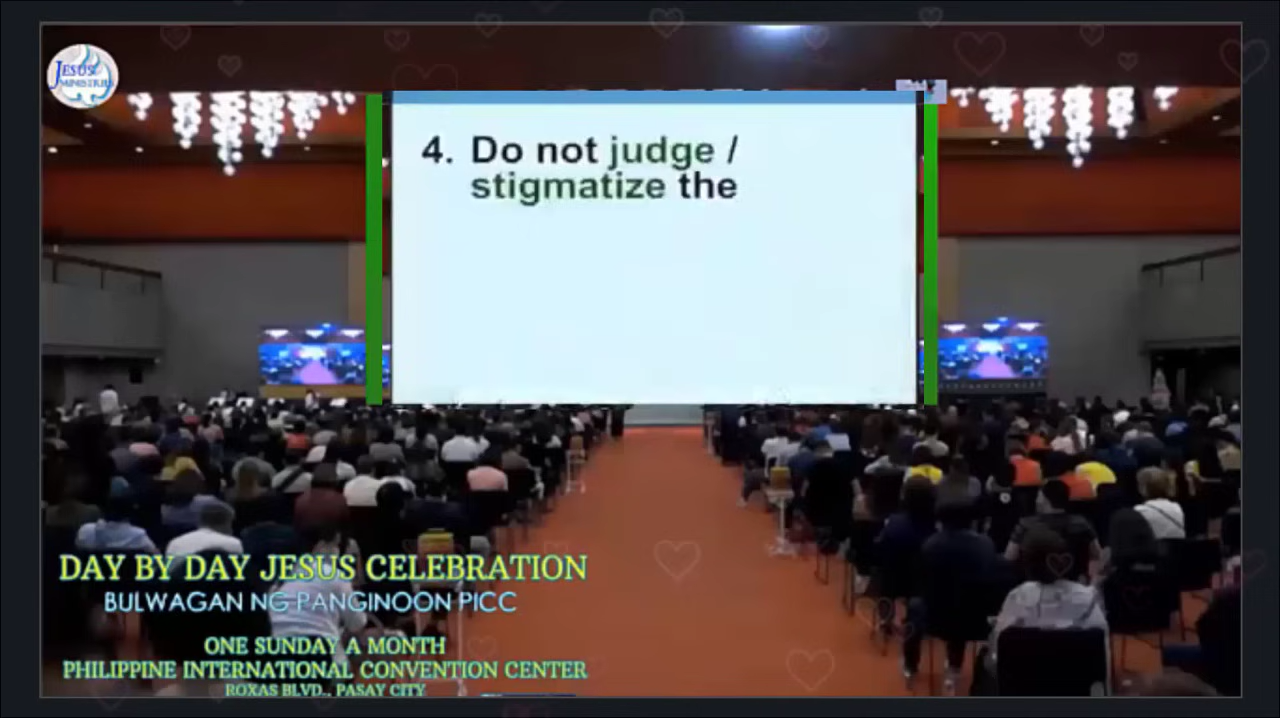 JESUS
MINISTRIES
4. Do not judge /
stigmatize the
DAY BY DAY JESUS CELEBRATION
BULWAGAN NG PANGINOON PICC
ONE SUNDAY A MONTH
PHILIPPINE INTERNATIONAL CONVENTION CENTER
ROXAS BLVD., PASAY CITY